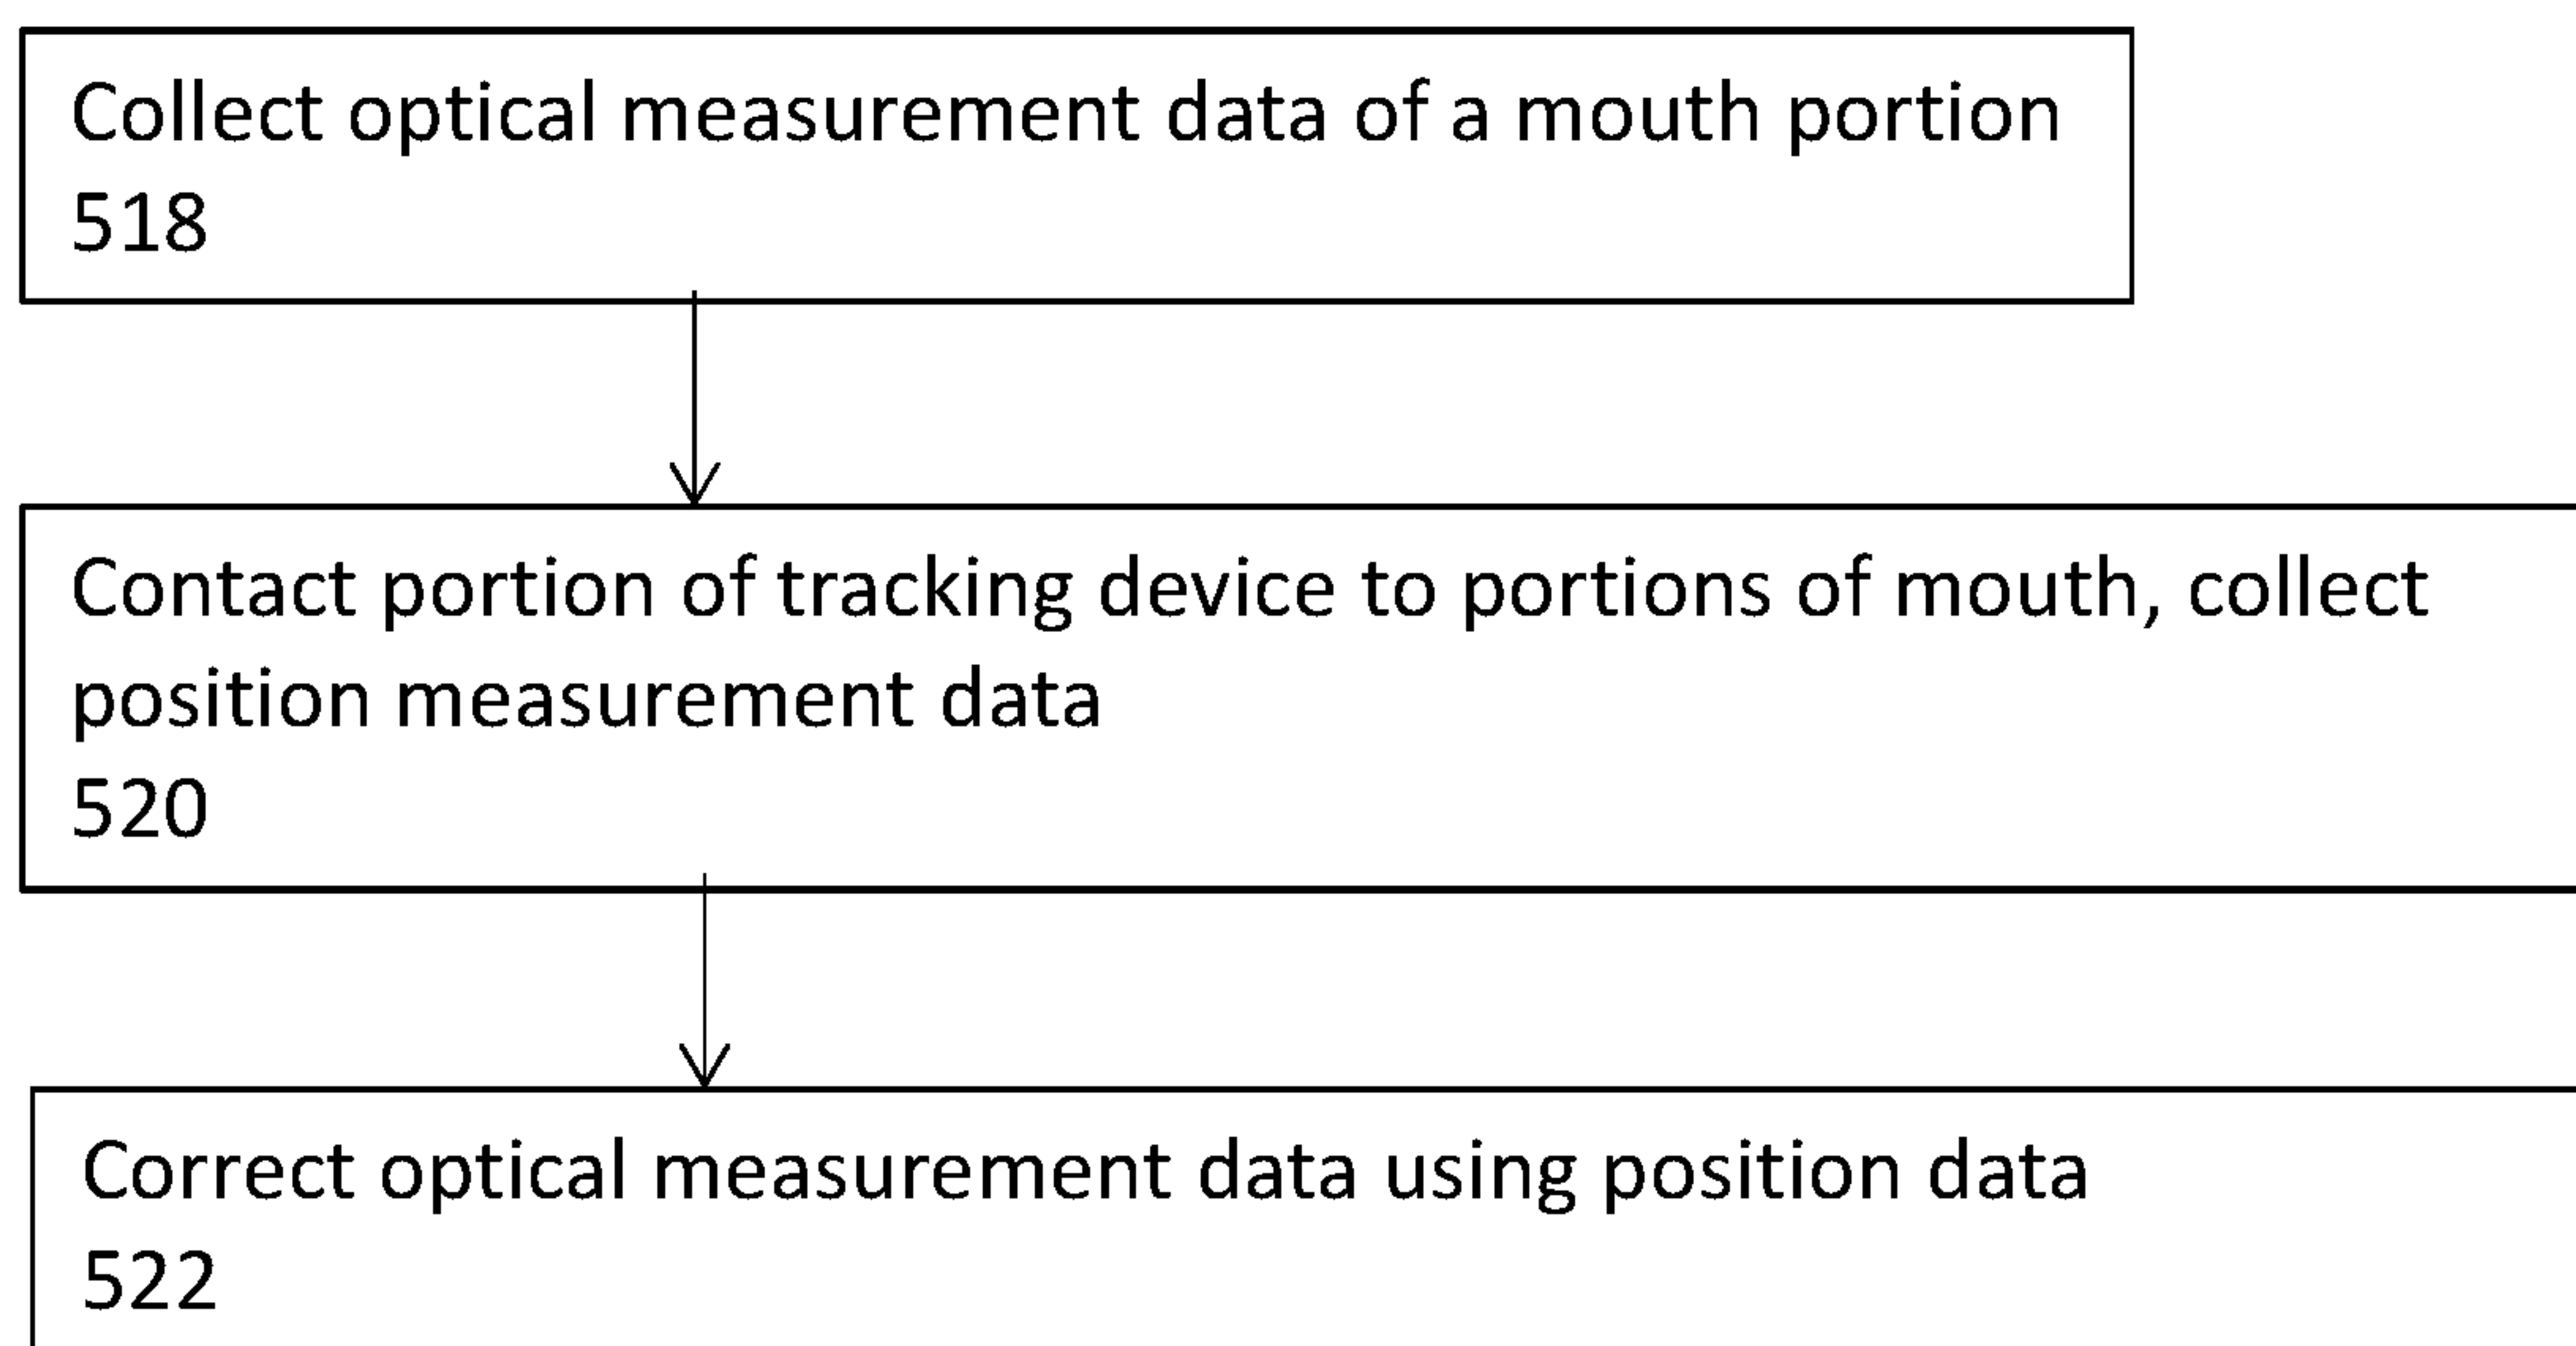 Collect optical measurement data of a mouth portion
518
Contact portion of tracking device to portions of mouth, collect
position measurement data
520
Correct optical measurement data using position data
522